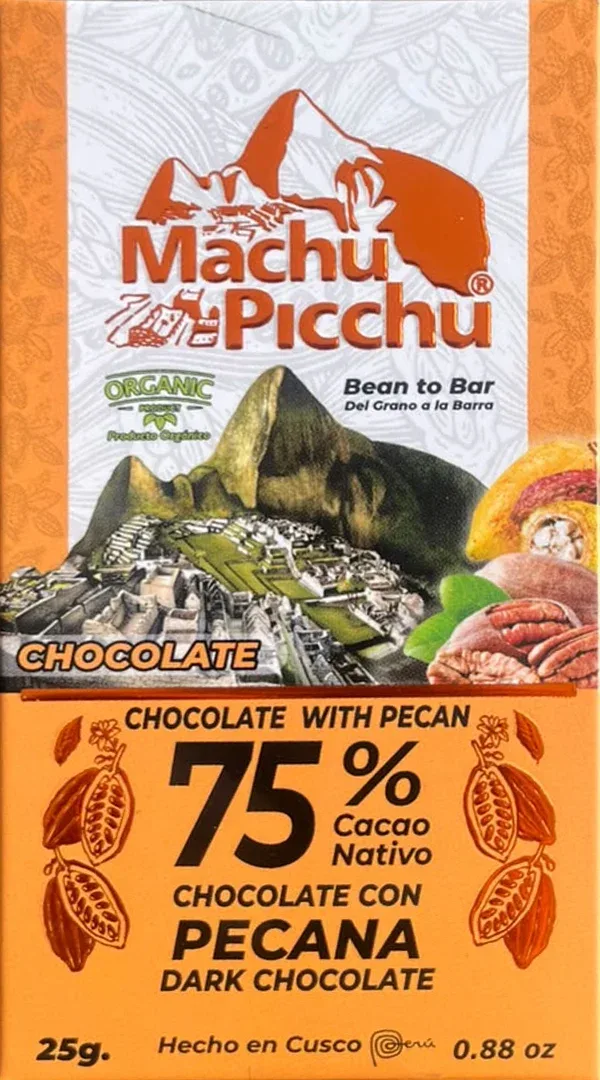 Machu
Picchu®
ORGANIC
PRODUCT
Producto Orgánico
Bean to Bar
Del Grano a la Barra
CHOCOLATE
CHOCOLATE WITH PECAN
75%
Cacao
Nativo
CHOCOLATE CON
PECANA
DARK CHOCOLATE
25g.
Hecho en Cusco
Perú
0.88 oz